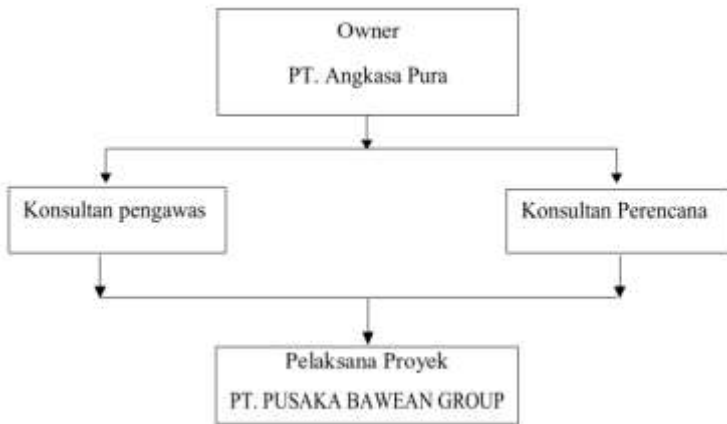 Owner
PT. Angkasa Pura
Konsultan pengawas
Konsultan Perencana
Pelaksana Proyek
PT. PUSAKA BAWEAN GROUP